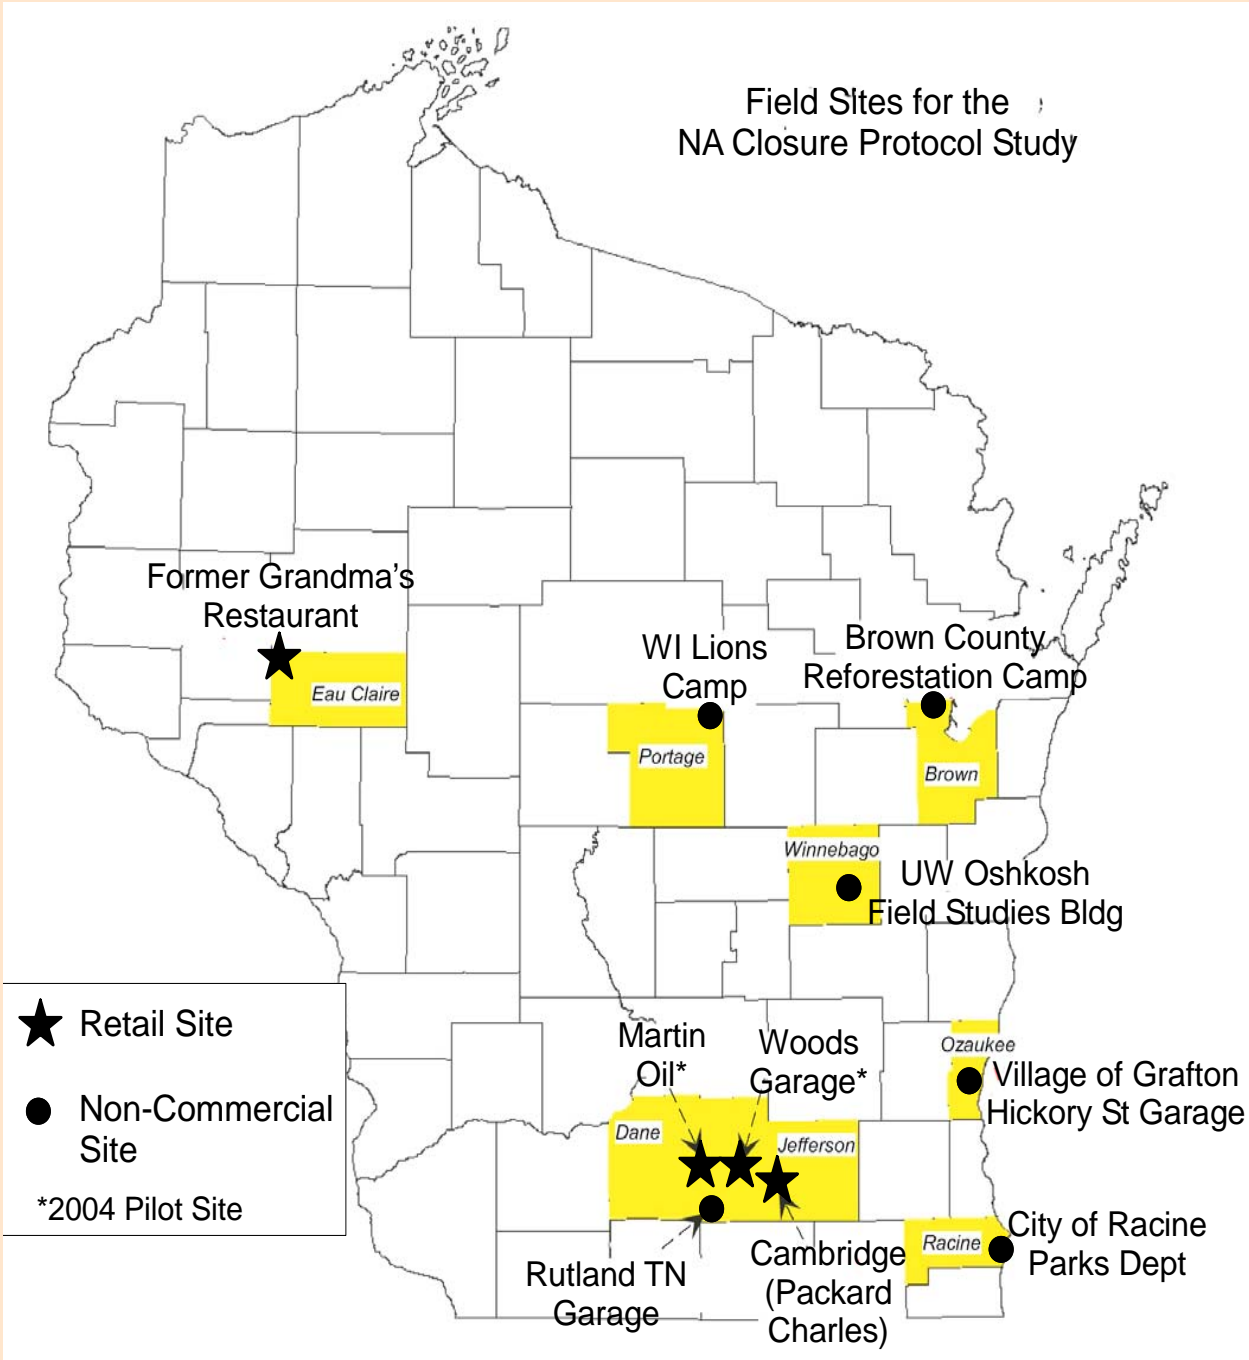 Field Sites for the
NA Closure Protocol Study
Former Grandma's
Restaurant
Eau Claire
WI Lions
Camp
Portage
Brown County
Reforestation Camp
Brown
Winnebago
UW Oshkosh
Field Studies Bldg
Retail Site
Non-Commercial
Site
*2004 Pilot Site
Martin
Oil*
Woods
Garage*
Ozaukee
Village of Grafton
Hickory St Garage
Dane
Jefferson
Rutland TN
Garage
Cambridge
(Packard
Charles)
Racine
City of Racine
Parks Dept